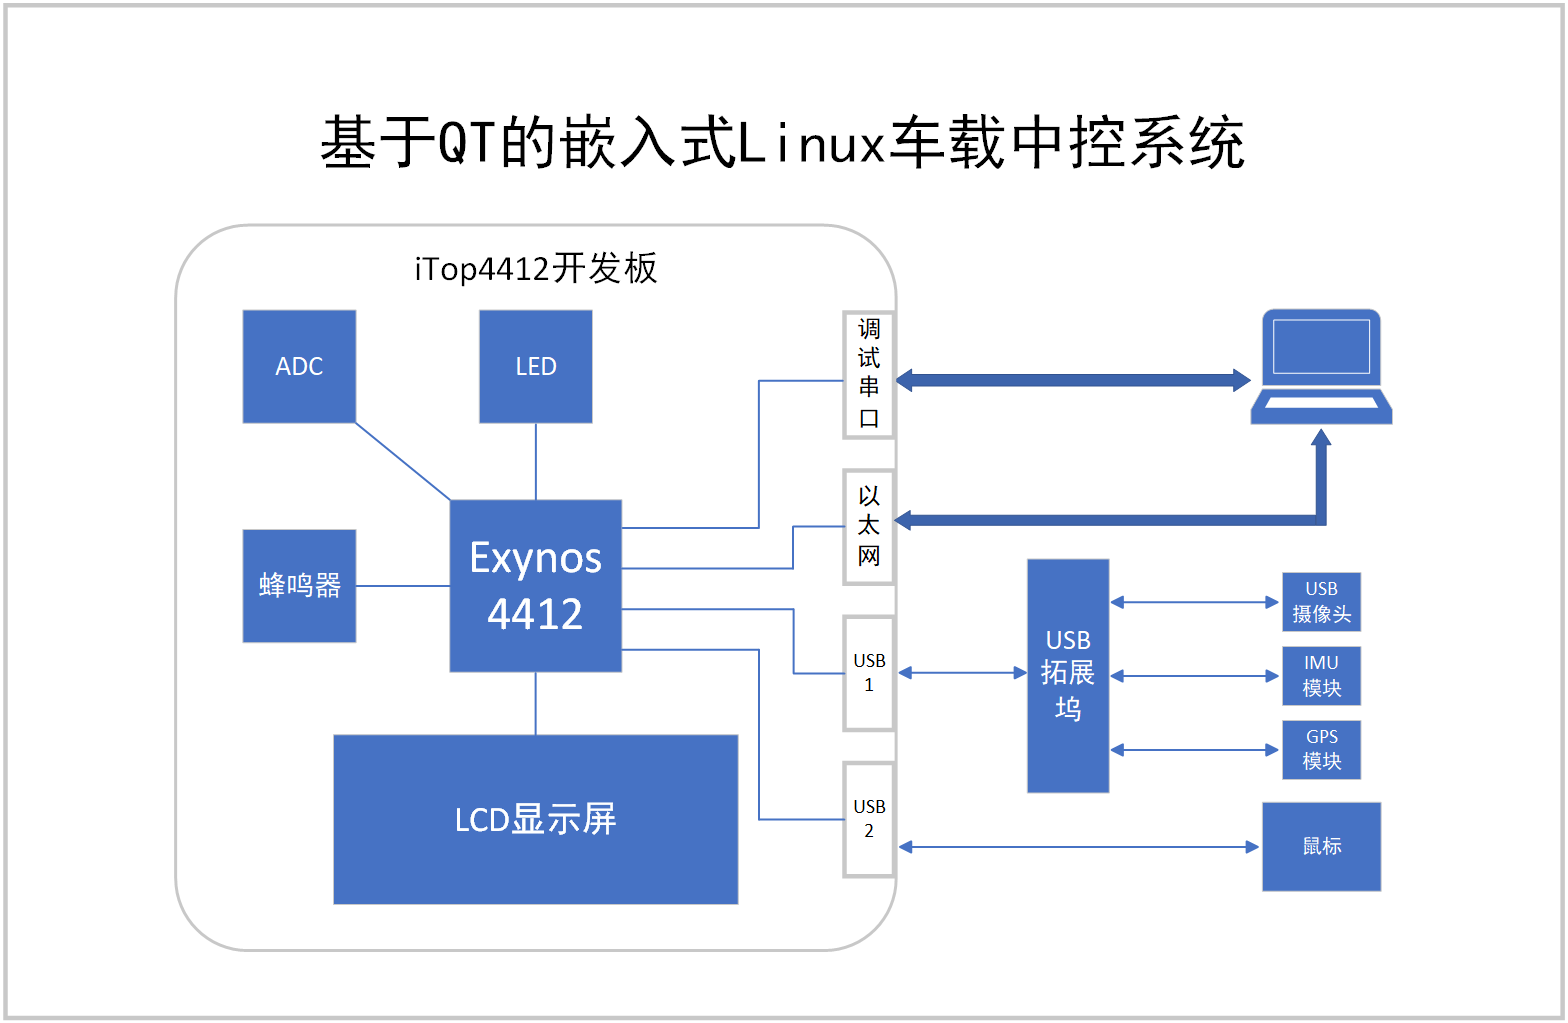 基于QT的嵌入式Linux车载中控系统
iTop4412开发板
ADC
LED
调
试
串
口
以
太
网
Exynos
4412
蜂鸣器
USB
1
USB
2
LCD显示屏
USB
拓展
坞
USB
摄像头
IMU
模块
GPS
模块
鼠标